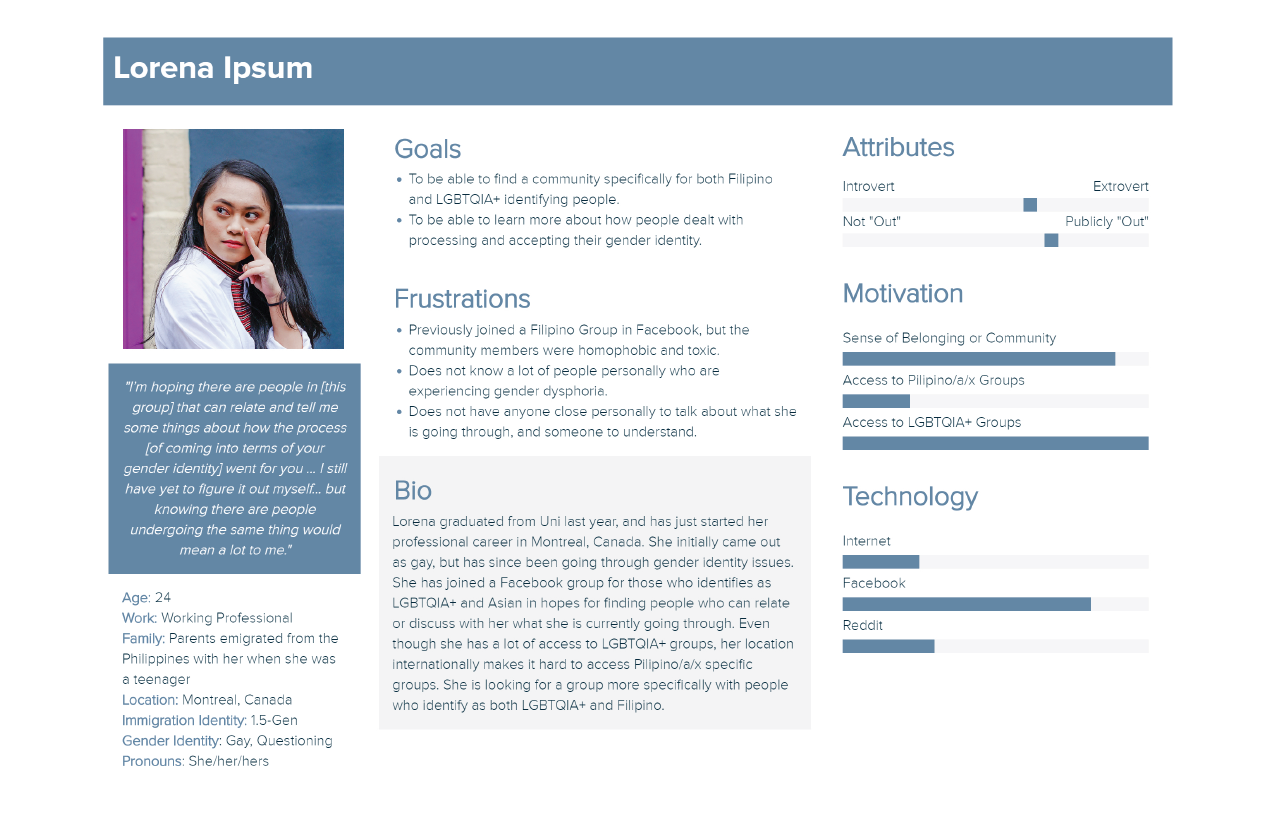 Lorena Ipsum
"I'm hoping there are people in [this
group] that can relate and tell me
some things about how the process
[of coming into terms of your
gender identity] went for you ... I still
have yet to figure it out myself... but
knowing there are people
undergoing the same thing would
mean a lot to me."
Age: 24
Work: Working Professional
Family: Parents emigrated from the
Philippines with her when she was
a teenager
Location: Montreal, Canada
Immigration Identity: 1.5-Gen
Gender Identity: Gay, Questioning
Pronouns: She/her/hers
Goals
• To be able to find a community specifically for both Filipino
and LGBTQIA+ identifying people.
• To be able to learn more about how people dealt with
processing and accepting their gender identity.
Frustrations
• Previously joined a Filipino Group in Facebook, but the
community members were homophobic and toxic.
• Does not know a lot of people personally who are
experiencing gender dysphoria.
• Does not have anyone close personally to talk about what she
is going through, and someone to understand.
Bio
Lorena graduated from Uni last year, and has just started her
professional career in Montreal, Canada. She initially came out
as gay, but has since been going through gender identity issues.
She has joined a Facebook group for those who identifies as
LGBTQIA+ and Asian in hopes for finding people who can relate
or discuss with her what she is currently going through. Even
though she has a lot of access to LGBTQIA+ groups, her location
internationally makes it hard to access Pilipino/a/x specific
groups. She is looking for a group more specifically with people
who identify as both LGBTQIA+ and Filipino.
Attributes
Introvert Extrovert
Not "Out" Publicly "Out"
Motivation
Sense of Belonging or Community
Access to Pilipino/a/x Groups
Access to LGBTQIA+ Groups
Technology
Internet
Facebook
Reddit